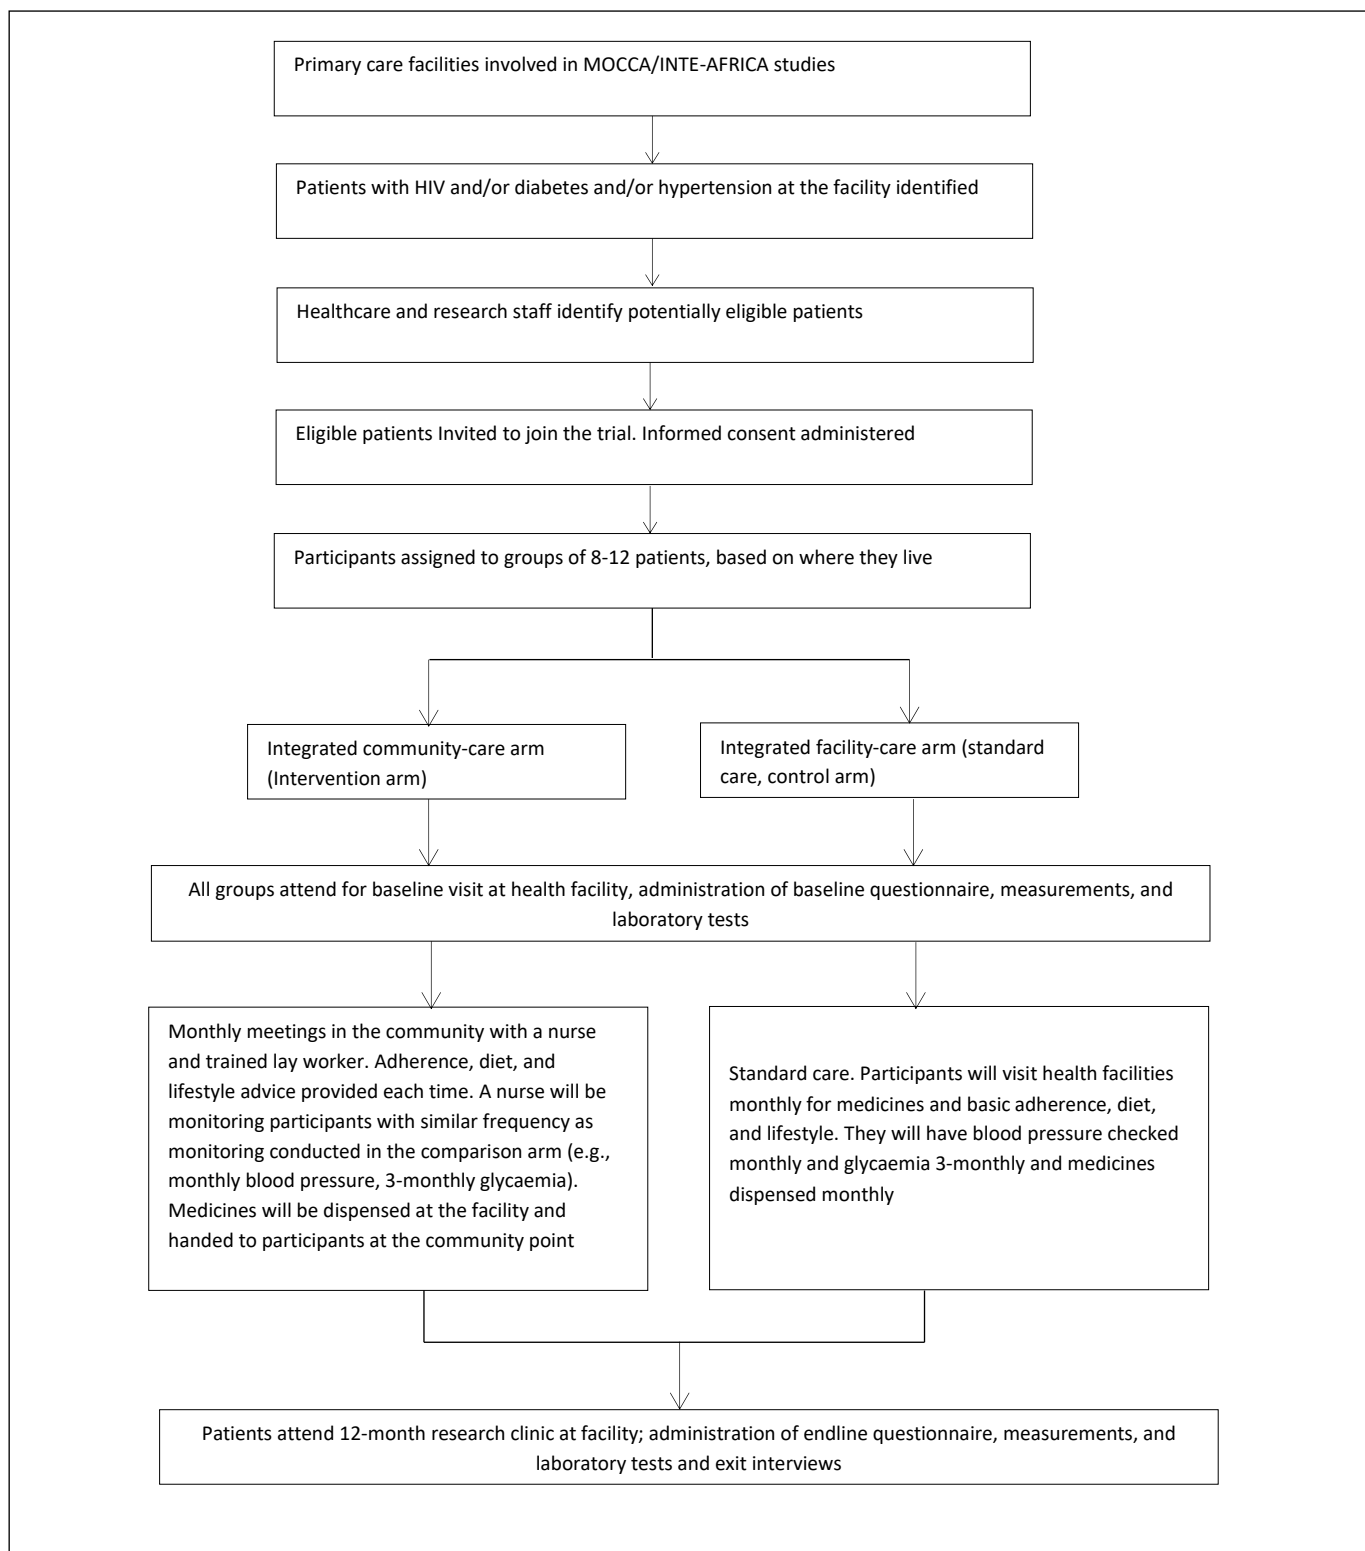 Primary care facilities involved in MOCCA/INTE-AFRICA studies
Patients with HIV and/or diabetes and/or hypertension at the facility identified
Healthcare and research staff identify potentially eligible patients
Eligible patients Invited to join the trial. Informed consent administered
Participants assigned to groups of 8-12 patients, based on where they live
Integrated community-care arm
(Intervention arm)
Integrated facility-care arm (standard
care, control arm)
All groups attend for baseline visit at health facility, administration of baseline questionnaire, measurements, and
laboratory tests
Monthly meetings in the community with a nurse
and trained lay worker. Adherence, diet, and
lifestyle advice provided each time. A nurse will be
monitoring participants with similar frequency as
monitoring conducted in the comparison arm (e.g.,
monthly blood pressure, 3-monthly glycaemia).
Medicines will be dispensed at the facility and
handed to participants at the community point
Standard care. Participants will visit health facilities
monthly for medicines and basic adherence, diet,
and lifestyle. They will have blood pressure checked
monthly and glycaemia 3-monthly and medicines
dispensed monthly
Patients attend 12-month research clinic at facility; administration of endline questionnaire, measurements, and
laboratory tests and exit interviews